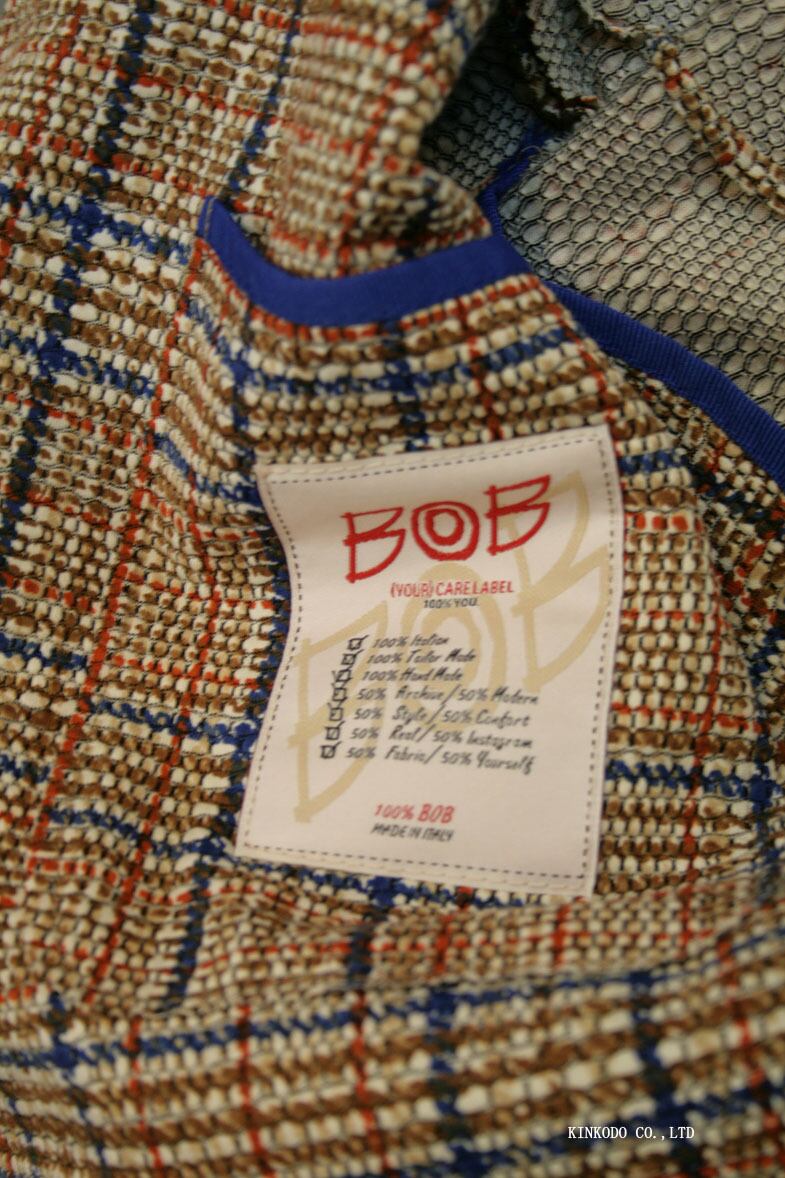 BOB
(YOUR) CARE LABEL
100% YOU.
100% Italian
100% Tailor Made
100% Hand Made
50% Archive/50% Modern
50% Style/50% Confort
50% Real/50% Instagram
50% Fabric/50% Yourself
100% BOB
MADE IN ITALY
KINKODO CO.,LTD